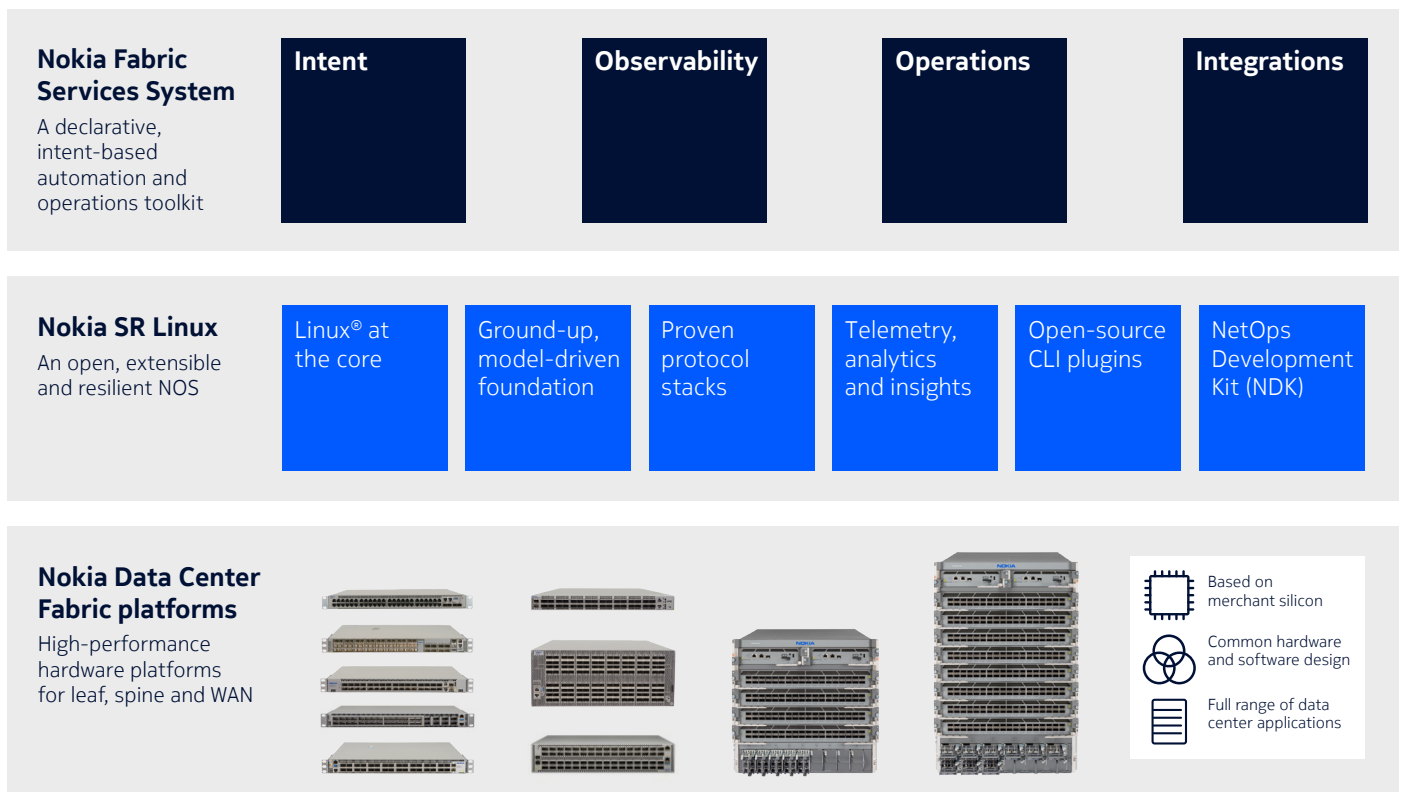 Nokia Fabric
Services System
A declarative,
intent-based
automation and
operations toolkit
Intent
Observability
Operations
Integrations
Nokia SR Linux
An open, extensible
and resilient NOS
Linux® at
the core
Ground-up,
model-driven
foundation
Proven
protocol
stacks
Telemetry,
analytics
and insights
Open-source
CLI plugins
NetOps
Development
Kit (NDK)
Nokia Data Center
Fabric platforms
High-performance
hardware platforms
for leaf, spine and WAN
NOKIA
NOKIA
Based on
merchant silicon
Common hardware
and software design
Full range of data
center applications